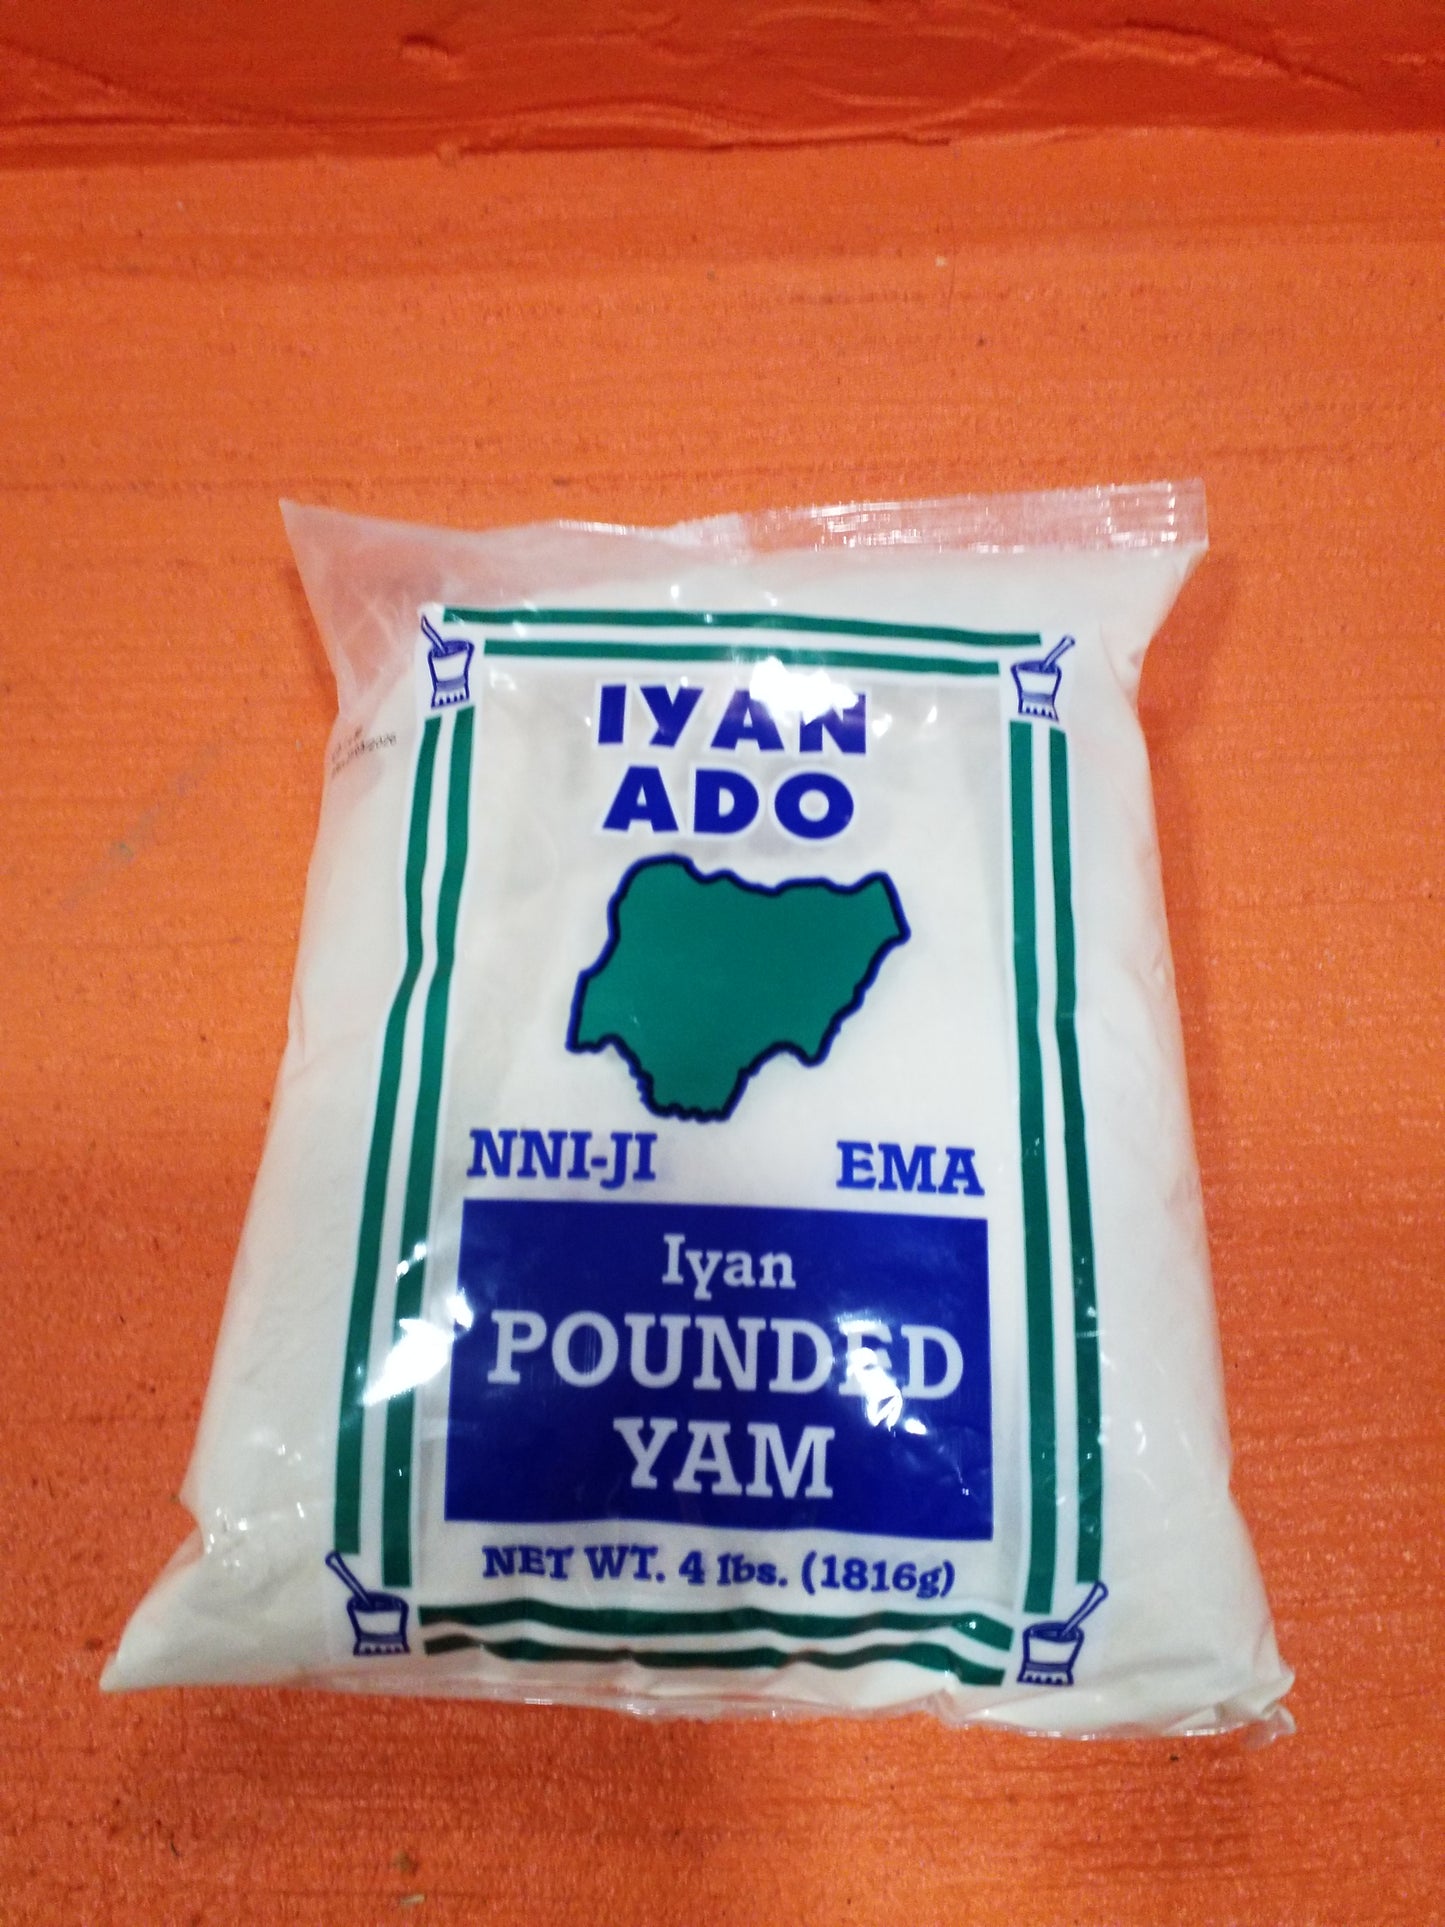 IYAN
ADO
NNI-JI EMA
Iyan
POUNDED
YAM
NET WT. 4 lbs. (1816g)